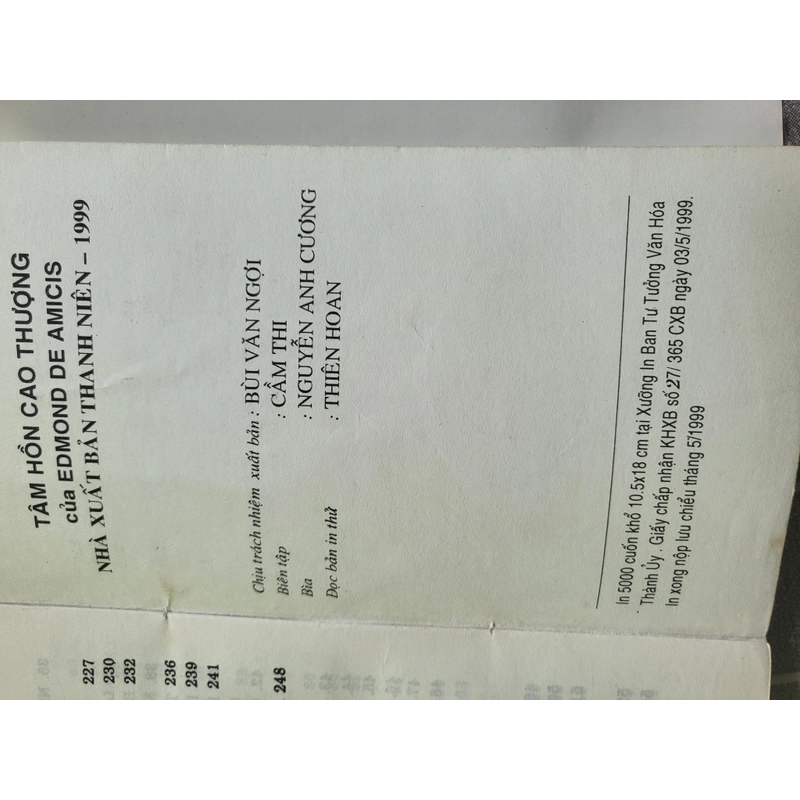 TÂM HỒN CAO THƯỢNG
của EDMOND DE AMICIS
NHÀ XUẤT BẢN THANH NIÊN – 1999
Chịu trách nhiệm xuất bản : BÙI VĂN NGỢI
Biên tập : CẦM THI
Bìa : NGUYỄN ANH CƯƠNG
Đọc bản in thử : THIÊN HOAN
In 5000 cuốn khổ 10.5x18 cm tại Xưởng In Ban Tư Tưởng Văn Hóa
Thành Ủy . Giấy chấp nhận KHXB số 27/ 365 CXB ngày 03/5/1999.
In xong nộp lưu chiểu tháng 5/1999
227
230
232
236
239
241
248